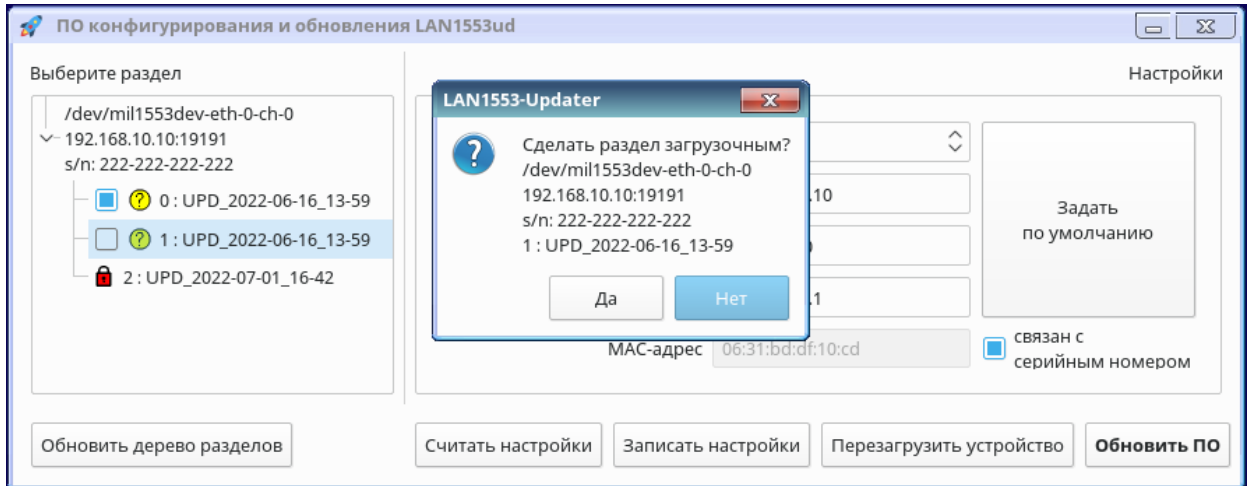 ПО конфигурирования и обновления LAN1553ud
Выберите раздел
Настройки
/dev/mil1553dev-eth-0-ch-0
192.168.10.10:19191
s/n: 222-222-222-222
0 : UPD_2022-06-16_13-59
1 : UPD_2022-06-16_13-59
2 : UPD_2022-07-01_16-42
LAN1553-Updater
Сделать раздел загрузочным?
/dev/mil1553dev-eth-0-ch-0
192.168.10.10:19191
s/n: 222-222-222-222
1 : UPD_2022-06-16_13-59
Да
Нет
.10
.1
Задать
по умолчанию
MAC-адрес
06:31:bd:df:10:cd
связан с
серийным номером
Обновить дерево разделов
Считать настройки
Записать настройки
Перезагрузить устройство
Обновить ПО